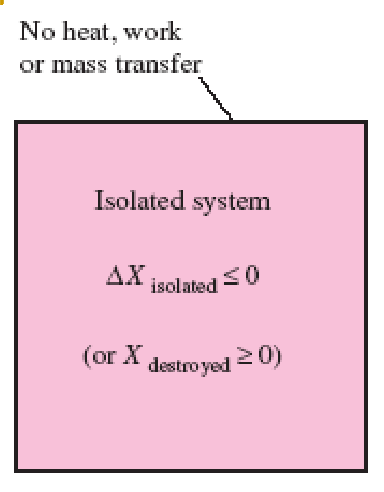 No heat, work
or mass transfer
Isolated system
ΔX isolated ≤ 0
(or X destroyed ≥ 0)